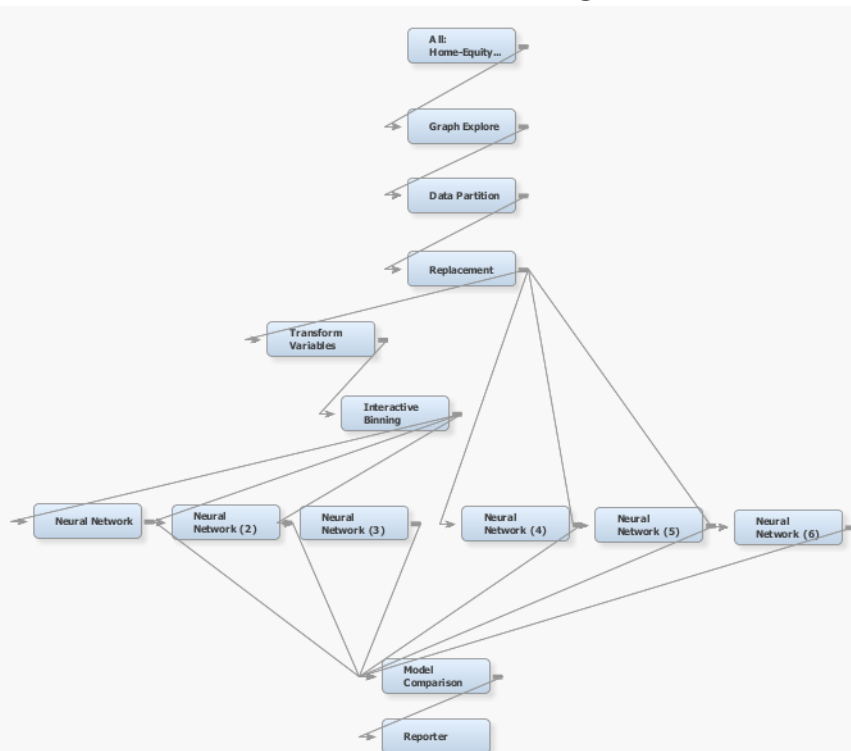 All:
Home-Equity...
Graph Explore
Data Partition
Replacement
Transform
Variables
Interactive
Binning
Neural Network
Neural
Network (2)
Neural
Network (3)
Neural
Network (4)
Neural
Network (5)
Neural
Network (6)
Model
Comparison
Reporter